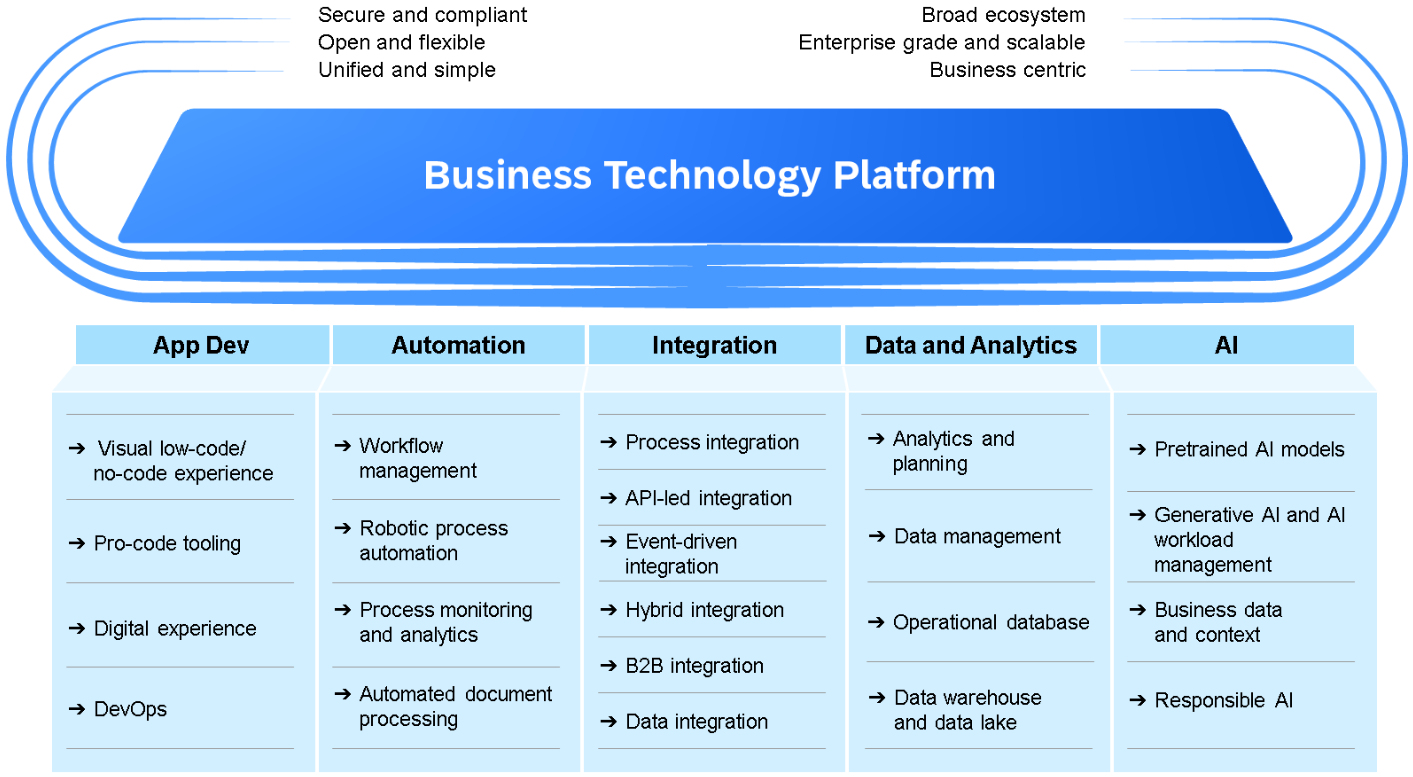 Secure and compliant
Open and flexible
Unified and simple
Broad ecosystem
Enterprise grade and scalable
Business centric
Business Technology Platform
App Dev
➔ Visual low-code/
no-code experience
➔ Pro-code tooling
➔ Digital experience
➔ DevOps
Automation
➔ Workflow
management
➔ Robotic process
automation
➔ Process monitoring
and analytics
➔ Automated document
processing
Integration
➔ Process integration
➔ API-led integration
➔ Event-driven
integration
➔ Hybrid integration
➔ B2B integration
➔ Data integration
Data and Analytics
➔ Analytics and
planning
➔ Data management
➔ Operational database
➔ Data warehouse
and data lake
AI
➔ Pretrained AI models
➔ Generative AI and AI
workload
management
➔ Business data
and context
➔ Responsible AI